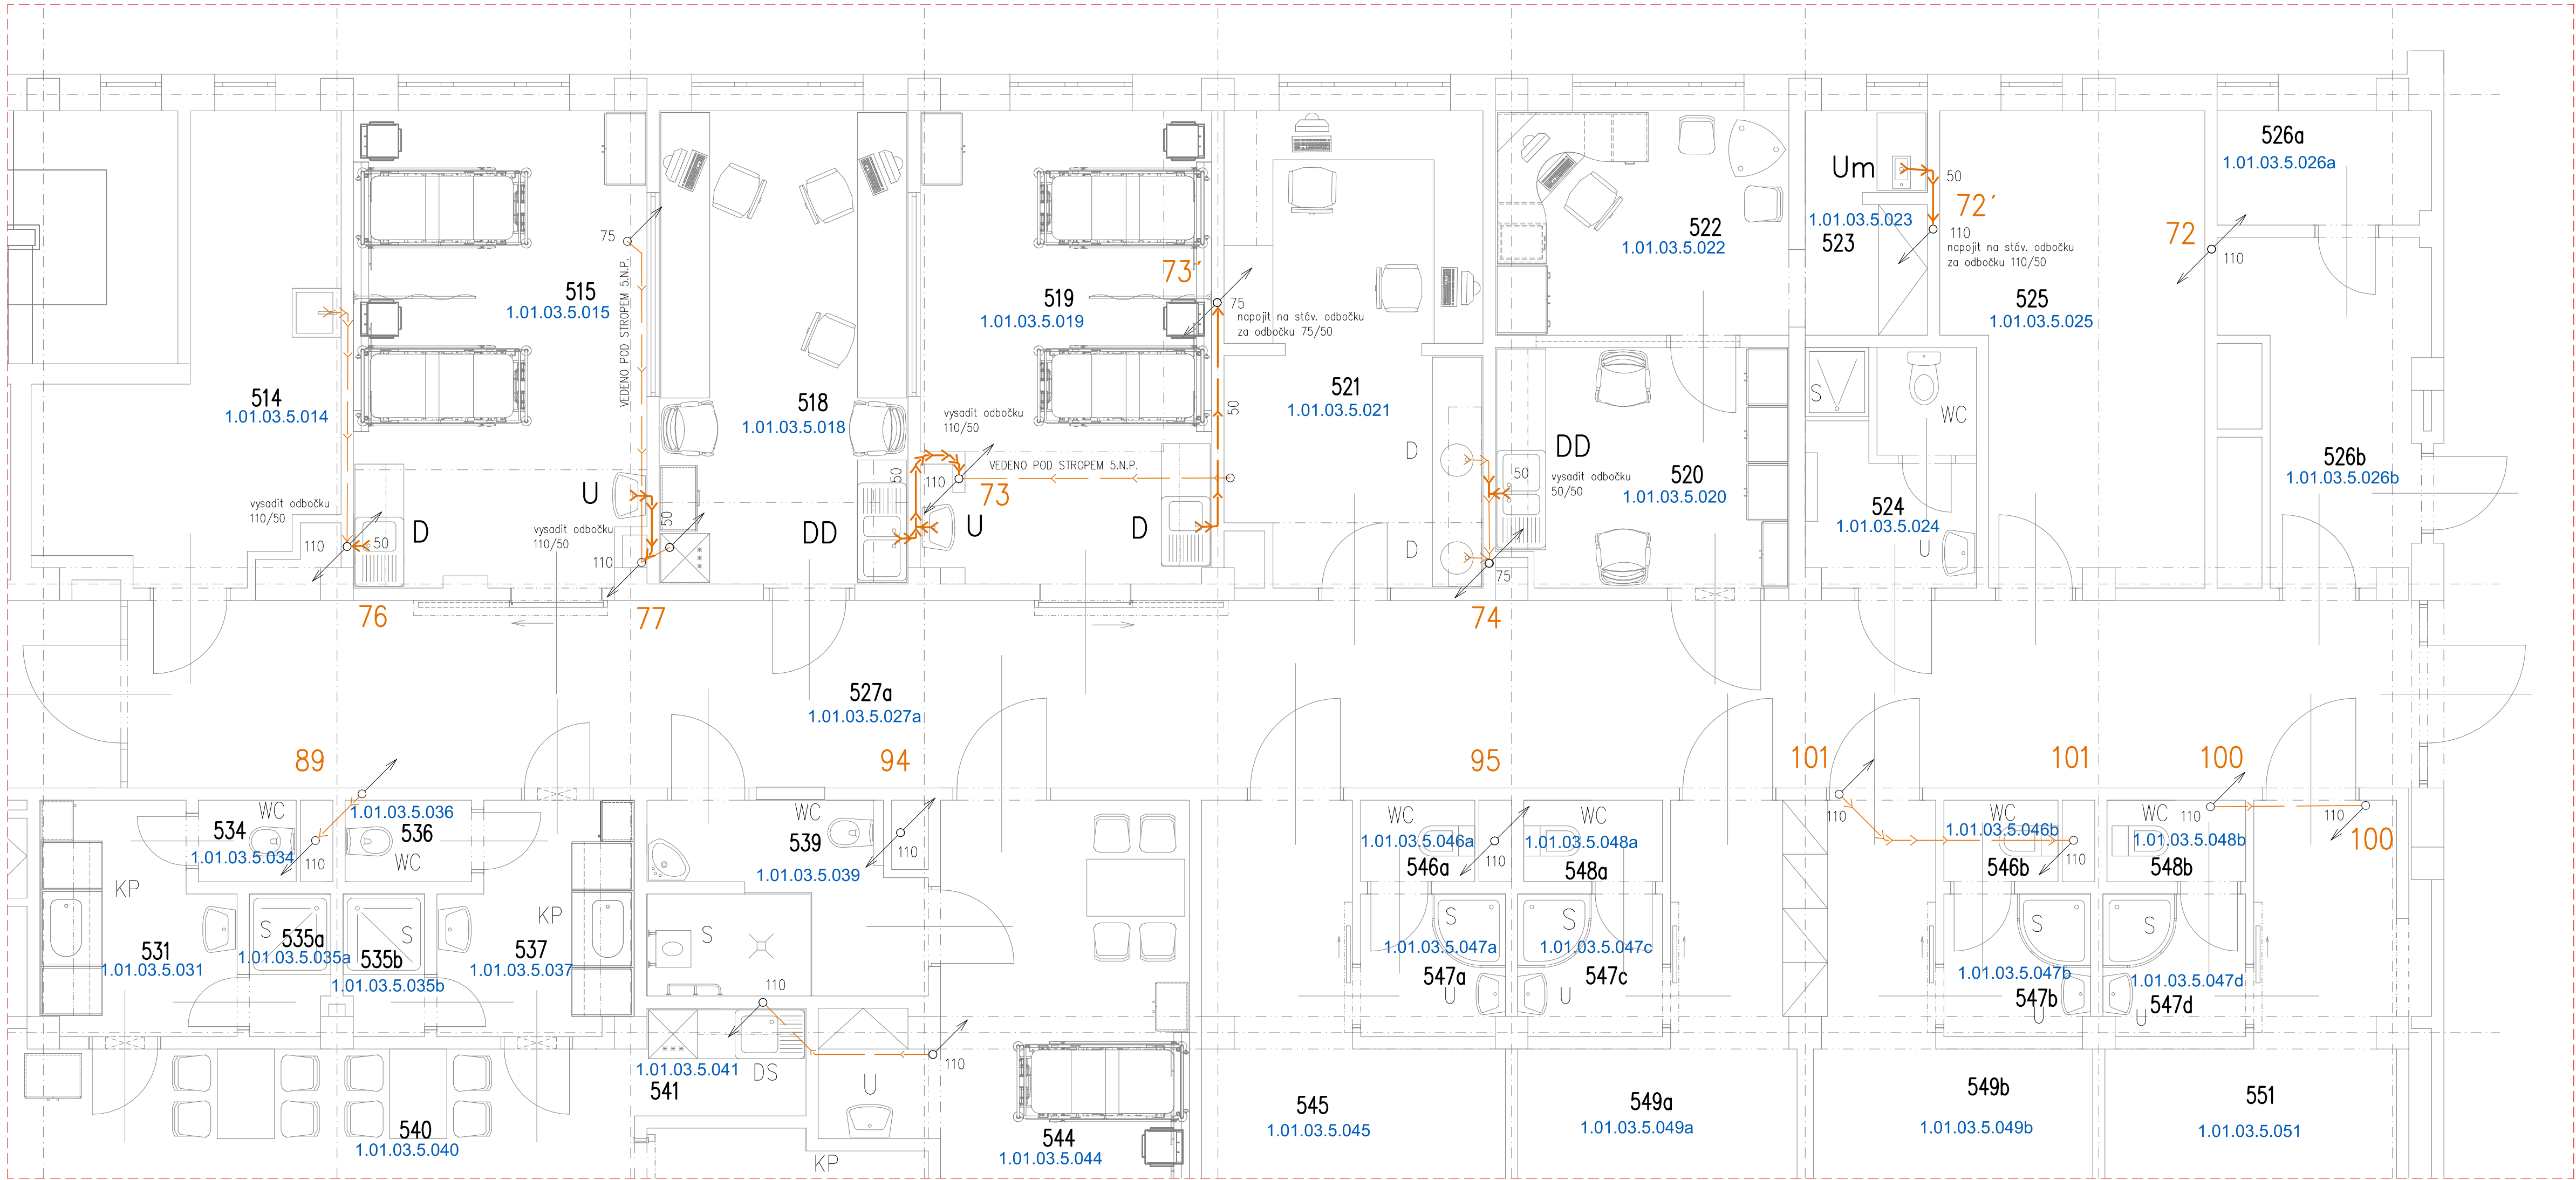 526a
1.01.03.5.026a
Um
50
72´
1.01.03.5.023
523
110
napojit na stáv. odbočku
za odbočku 110/50
72
110
522
1.01.03.5.022
75
VEDENO POD STROPEM 5.N.P.
515
1.01.03.5.015
73´
519
1.01.03.5.019
75
napojit na stáv. odbočku
za odbočku 75/50
525
1.01.03.5.025
514
1.01.03.5.014
518
1.01.03.5.018
vysadit odbočku
110/50
50
521
1.01.03.5.021
S
WC
D
DD
vysadit odbočku
50/50
50
520
1.01.03.5.020
526b
1.01.03.5.026b
VEDENO POD STROPEM 5.N.P.
50
110
73
U
vysadit odbočku
110/50
110
50
D
U
50
vysadit odbočku
110/50
110
DD
D
D
75
524
1.01.03.5.024
U
76
77
74
527a
1.01.03.5.027a
89
94
95
101
101
100
WC
534
1.01.03.5.034
110
1.01.03.5.036
536
WC
WC
539
1.01.03.5.039
110
WC
1.01.03.5.046a
546a
110
WC
1.01.03.5.048a
548a
110
WC
1.01.03.5.046b
546b
110
WC
1.01.03.5.048b
548b
110
110
100
KP
531
1.01.03.5.031
S
535a
1.01.03.5.035a
S
535b
1.01.03.5.035b
KP
537
1.01.03.5.037
S
110
S
1.01.03.5.047a
547a
U
S
1.01.03.5.047c
547c
U
S
1.01.03.5.047b
547b
U
S
1.01.03.5.047d
547d
U
1.01.03.5.041
541
DS
U
110
540
1.01.03.5.040
KP
544
1.01.03.5.044
545
1.01.03.5.045
549a
1.01.03.5.049a
549b
1.01.03.5.049b
551
1.01.03.5.051